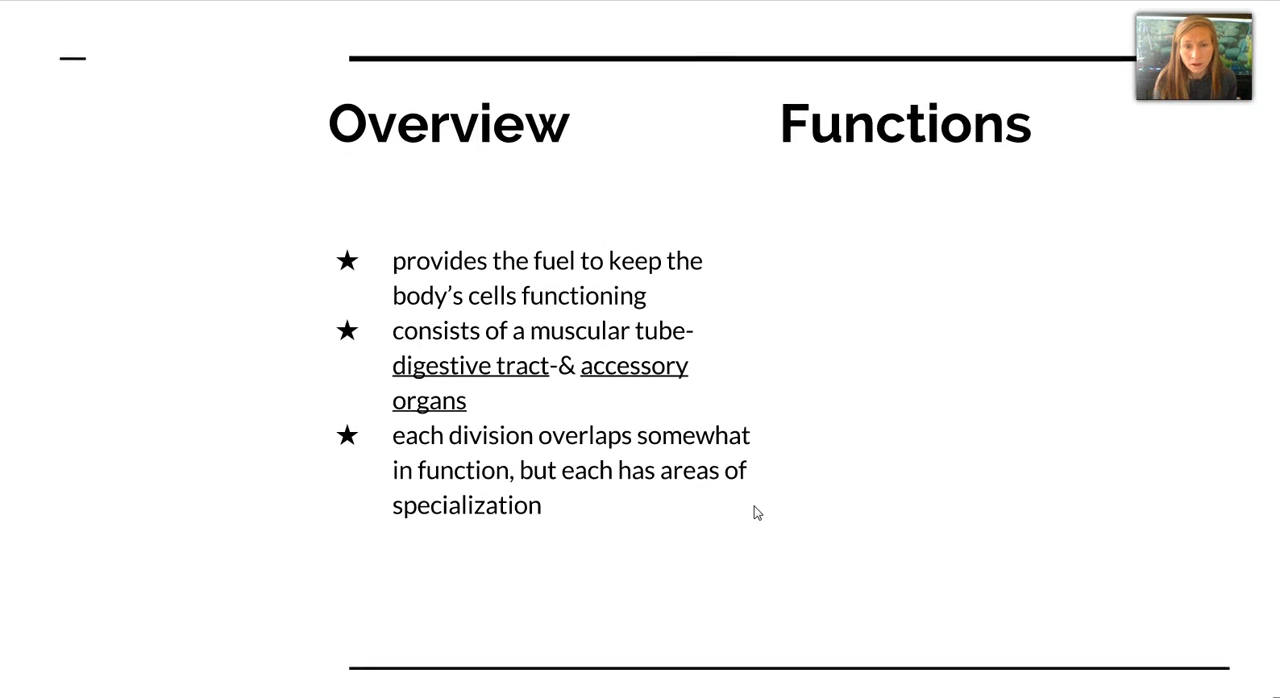 Overview
Functions
★ provides the fuel to keep the
body's cells functioning
★ consists of a muscular tube-
digestive tract-& accessory
organs
★ each division overlaps somewhat
in function, but each has areas of
specialization